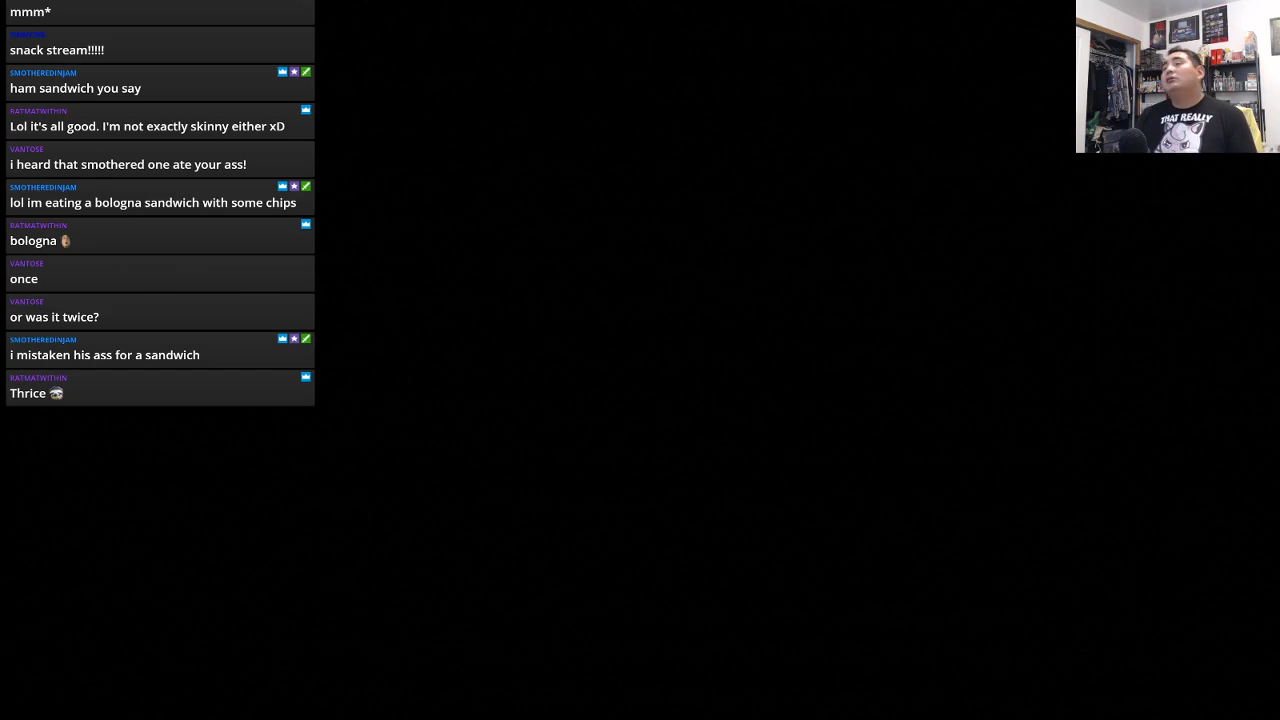 mmm*
snack stream!!!!!
SMOTHEREDINJAM
ham sandwich you say
RATMATWITHIN
Lol it's all good. I'm not exactly skinny either xD
VANTOSE
i heard that smothered one ate your ass!
SMOTHEREDINJAM
lol im eating a bologna sandwich with some chips
RATMATWITHIN
bologna
VANTOSE
once
VANTOSE
or was it twice?
SMOTHEREDINJAM
i mistaken his ass for a sandwich
RATMATWITHIN
Thrice
THAT REALLY